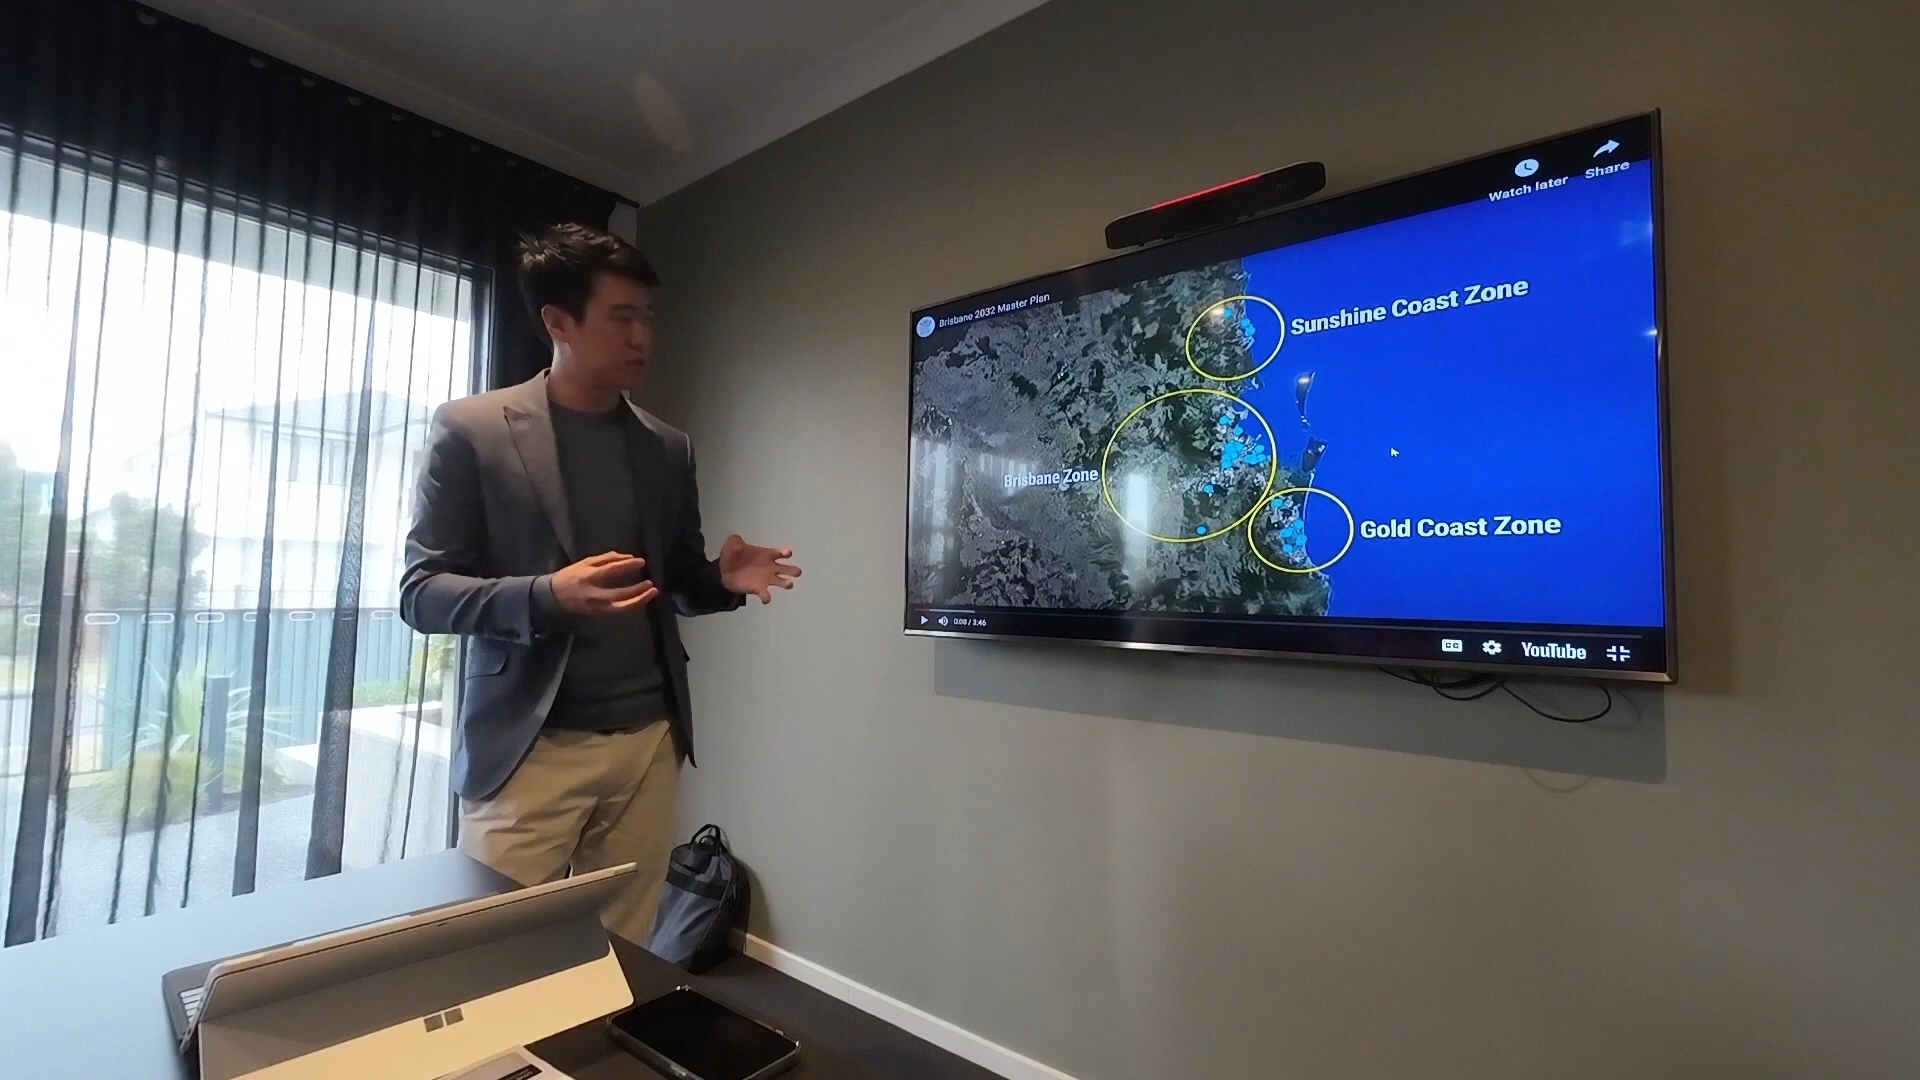 Watch later
Share
Brisbane 2032 Master Plan
Sunshine Coast Zone
Brisbane Zone
Gold Coast Zone
0:08 / 3:46
CC
YouTube